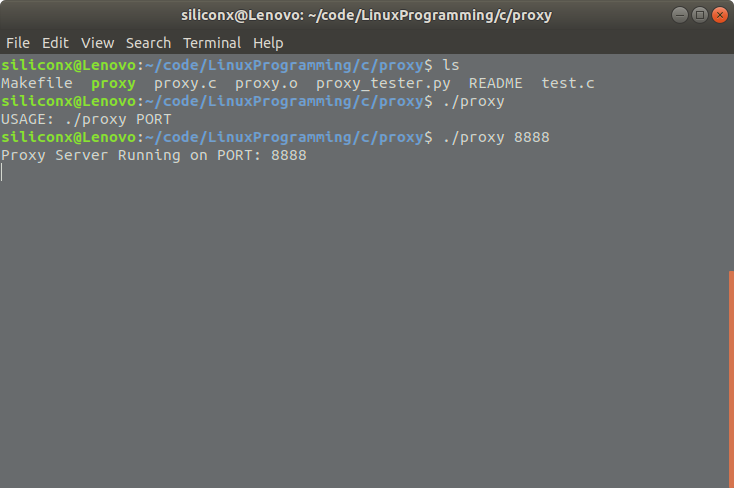 siliconx@Lenovo: ~/code/LinuxProgramming/c/proxy
File Edit View Search Terminal Help
siliconx@Lenovo:~/code/LinuxProgramming/c/proxy$ ls
Makefile  proxy  proxy.c  proxy.o  proxy_tester.py  README  test.c
siliconx@Lenovo:~/code/LinuxProgramming/c/proxy$ ./proxy
USAGE: ./proxy PORT
siliconx@Lenovo:~/code/LinuxProgramming/c/proxy$ ./proxy 8888
Proxy Server Running on PORT: 8888